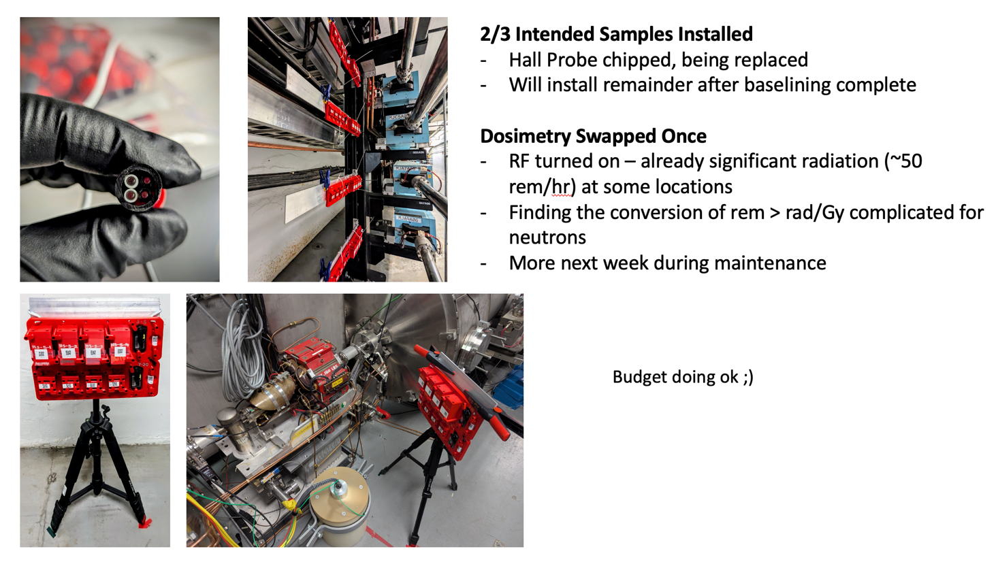 2/3 Intended Samples Installed
- Hall Probe chipped, being replaced
- Will install remainder after baselining complete
Dosimetry Swapped Once
- RF turned on – already significant radiation (~50
rem/hr) at some locations
- Finding the conversion of rem > rad/Gy complicated for
neutrons
- More next week during maintenance
Budget doing ok ;)